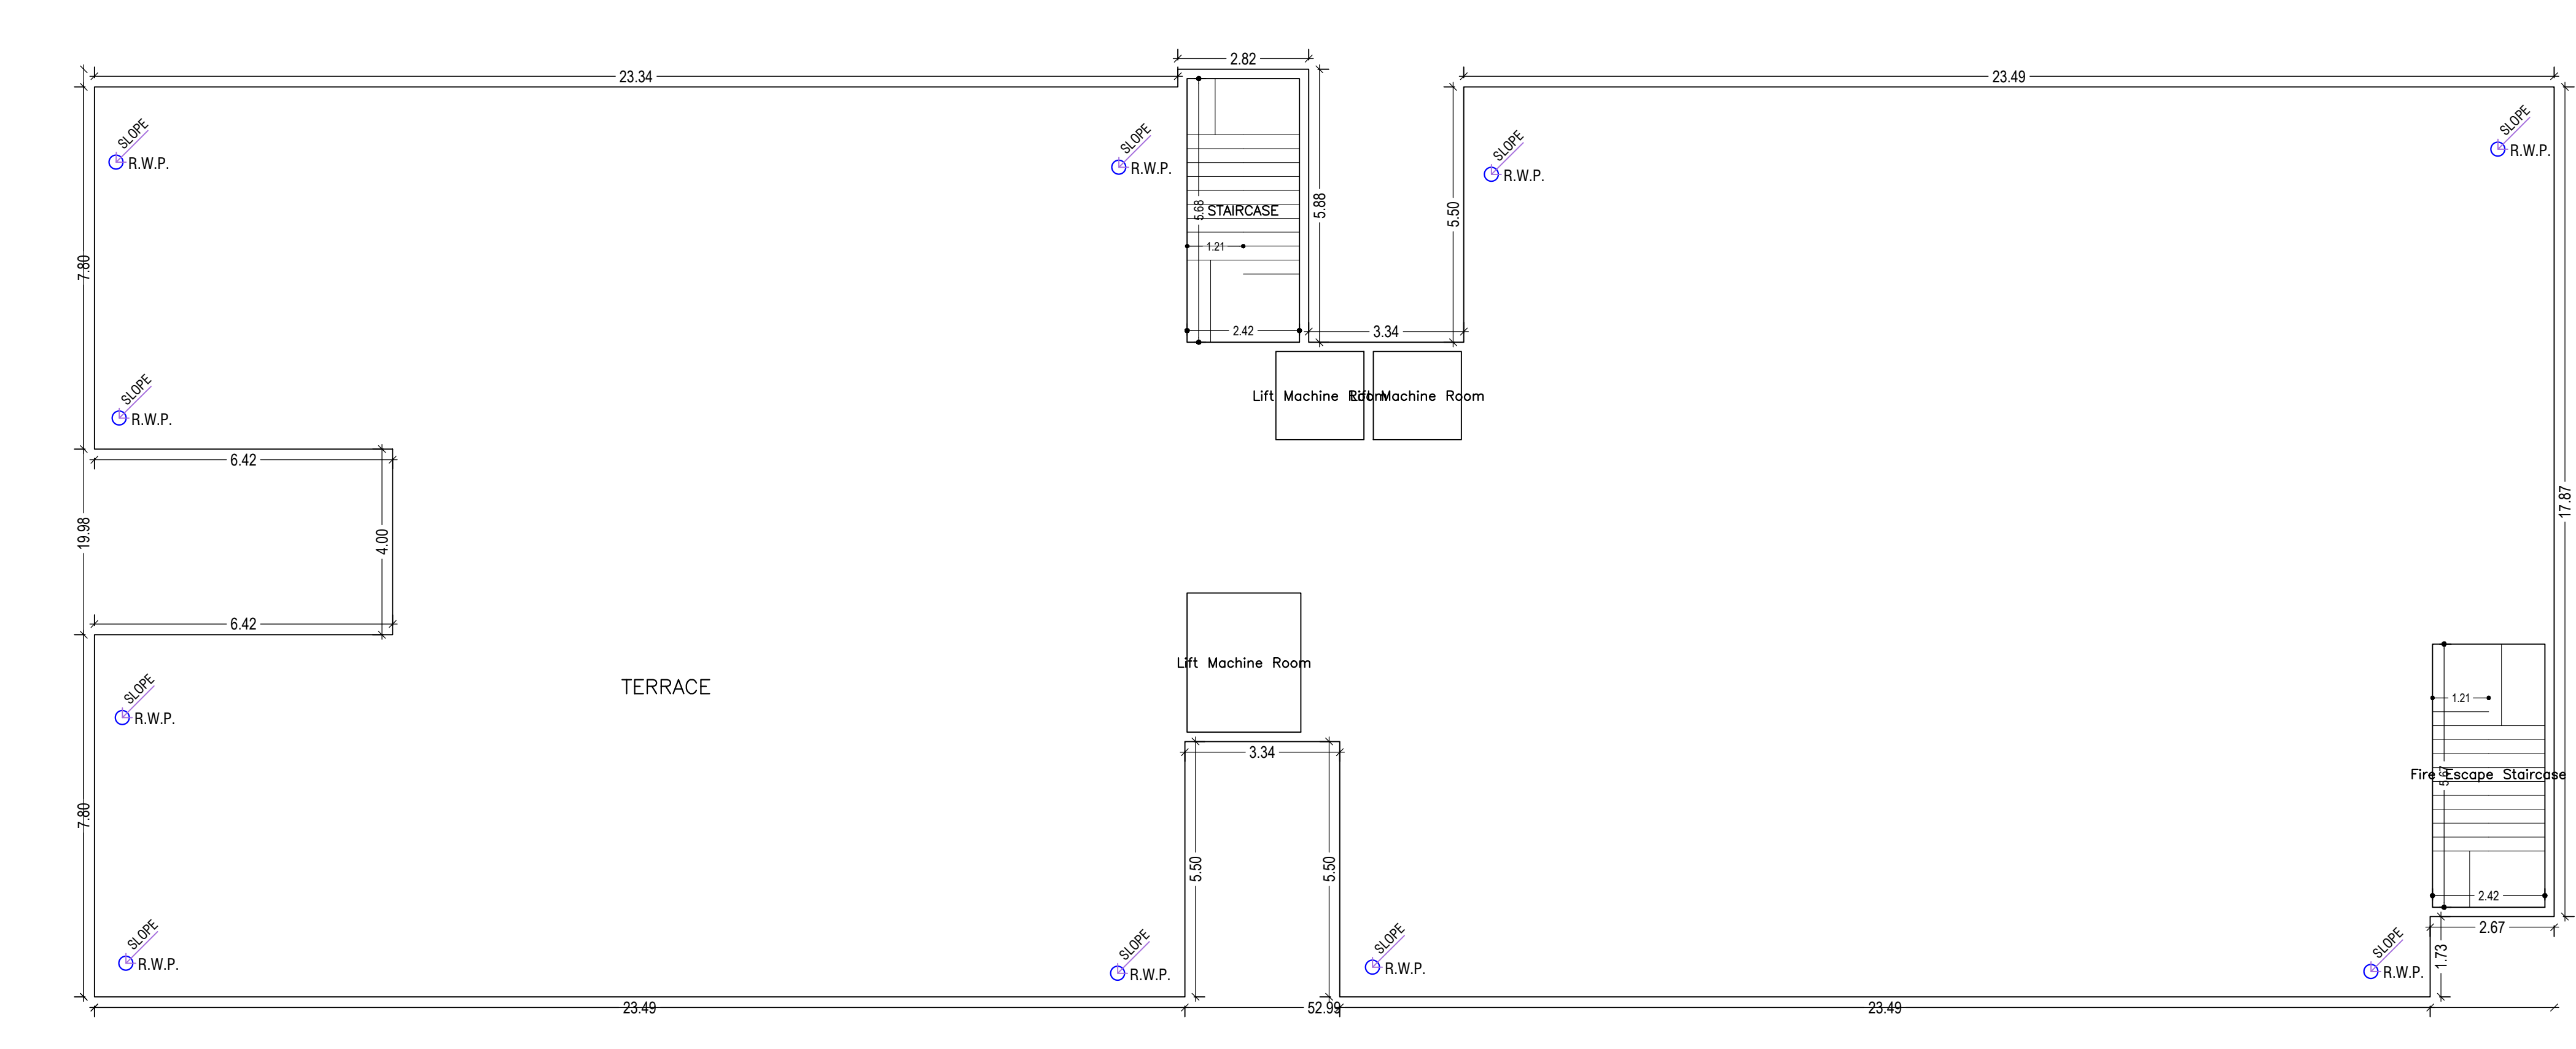 2.82
23.34
23.49
SLOPE
R.W.P.
SLOPE
R.W.P.
SLOPE
R.W.P.
SLOPE
R.W.P.
5.68
STAIRCASE
5.88
5.50
1.21
7.80
2.42
3.34
SLOPE
R.W.P.
Lift Machine Room
Lift Machine Room
6.42
19.98
4.00
17.87
6.42
Lift Machine Room
TERRACE
SLOPE
R.W.P.
1.21
3.34
5.67
Fire Escape Staircase
7.80
5.50
5.50
2.42
2.67
1.73
SLOPE
R.W.P.
SLOPE
R.W.P.
SLOPE
R.W.P.
SLOPE
R.W.P.
23.49
52.99
23.49